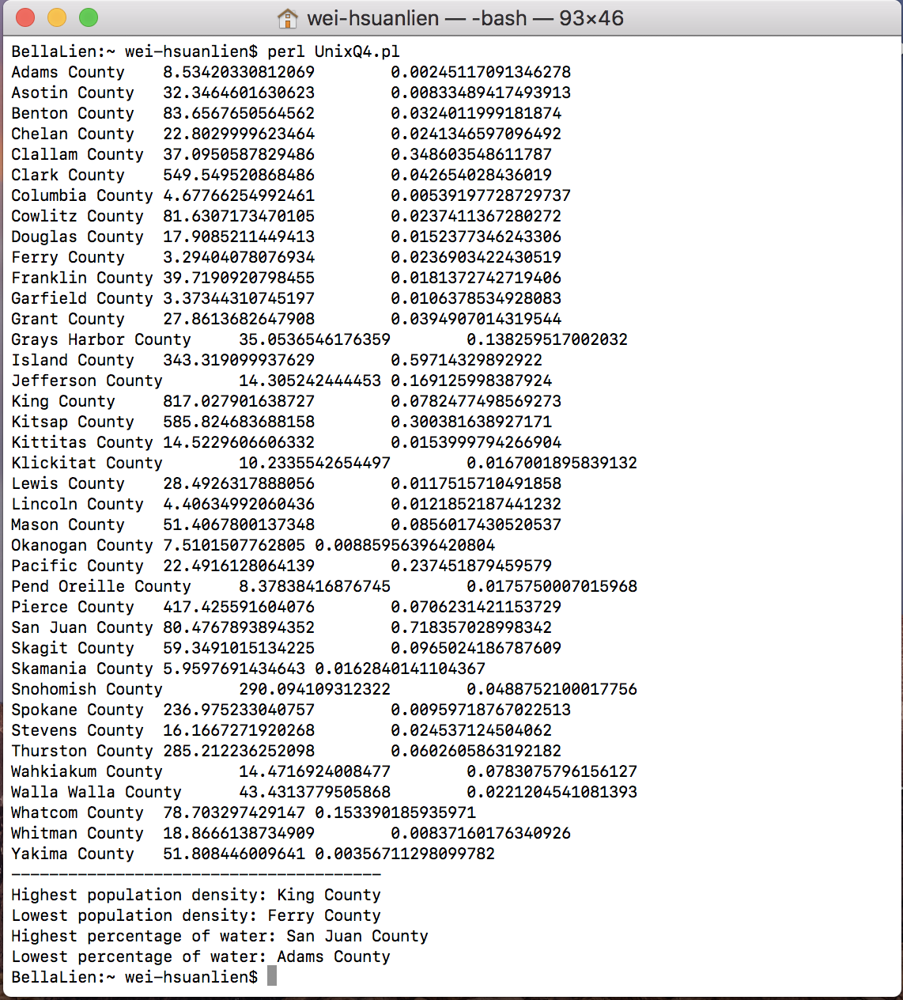 wei-hsuanlien — -bash — 93×46
BellaLien:~ wei-hsuanlien$ perl UnixQ4.pl
Adams County 8.53420330812069 0.00245117091346278
Asotin County 32.3464601630623 0.00833489417493913
Benton County 83.6567650564562 0.0324011999181874
Chelan County 22.8029999623464 0.0241346597096492
Clallam County 37.0950587829486 0.348603548611787
Clark County 549.549520868486 0.042654028436019
Columbia County 4.67766254992461 0.00539197728729737
Cowlitz County 81.6307173470105 0.0237411367280272
Douglas County 17.9085211449413 0.0152377346243306
Ferry County 3.29404078076934 0.0236903422430519
Franklin County 39.7190920798455 0.0181372742719406
Garfield County 3.37344310745197 0.0106378534928083
Grant County 27.8613682647908 0.0394907014319544
Grays Harbor County 35.0536546176359 0.138259517002032
Island County 343.319099937629 0.59714329892922
Jefferson County 14.305242444453 0.169125998387924
King County 817.027901638727 0.0782477498569273
Kitsap County 585.824683688158 0.300381638927171
Kittitas County 14.5229606606332 0.0153999794266904
Klickitat County 10.2335542654497 0.0167001895839132
Lewis County 28.4926317888056 0.0117515710491858
Lincoln County 4.40634992060436 0.0121852187441232
Mason County 51.4067800137348 0.0856017430520537
Okanogan County 7.5101507762805 0.00885956396420804
Pacific County 22.4916128064139 0.237451879459579
Pend Oreille County 8.37838416876745 0.0175750007015968
Pierce County 417.425591604076 0.0706231421153729
San Juan County 80.4767893894352 0.718357028998342
Skagit County 59.3491015134225 0.0965024186787609
Skamania County 5.9597691434643 0.0162840141104367
Snohomish County 290.094109312322 0.0488752100017756
Spokane County 236.975233040757 0.00959718767022513
Stevens County 16.1667271920268 0.024537124504062
Thurston County 285.212236252098 0.0602605863192182
Wahkiakum County 14.4716924008477 0.0783075796156127
Walla Walla County 43.4313779505868 0.0221204541081393
Whatcom County 78.703297429147 0.153390185935971
Whitman County 18.8666138734909 0.00837160176340926
Yakima County 51.808446009641 0.00356711298099782
---------------------------------------
Highest population density: King County
Lowest population density: Ferry County
Highest percentage of water: San Juan County
Lowest percentage of water: Adams County
BellaLien:~ wei-hsuanlien$